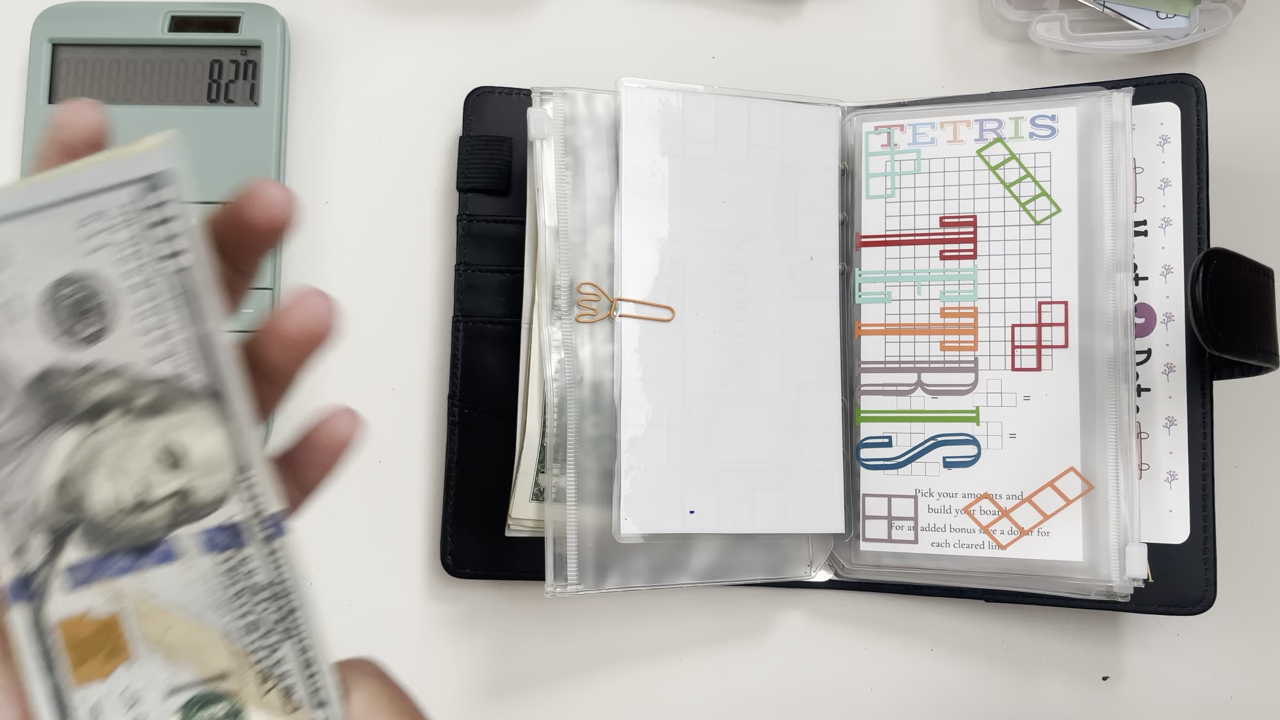 827
TETRIS
TETRIS
=
=
Pick your amounts and
build your board
For an added bonus save a dollar for
each cleared line